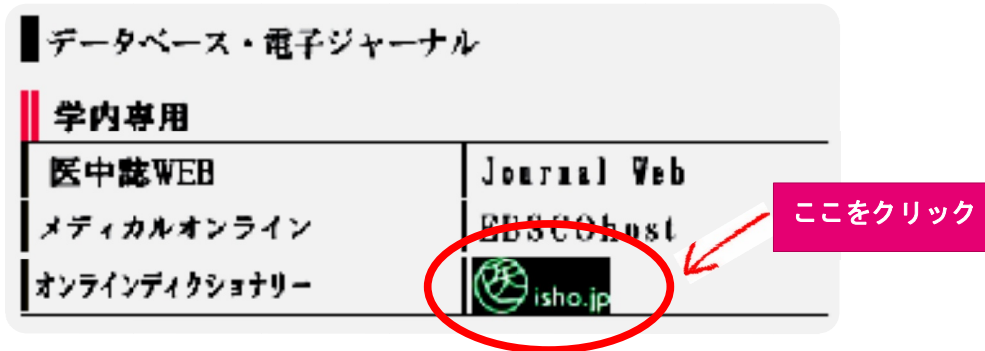 データベース・電子ジャーナル
学内専用
医中誌WEB
Journal Web
メディカルオンライン
EBSCOhost
オンラインディクショナリー
医 isho.jp
ここをクリック